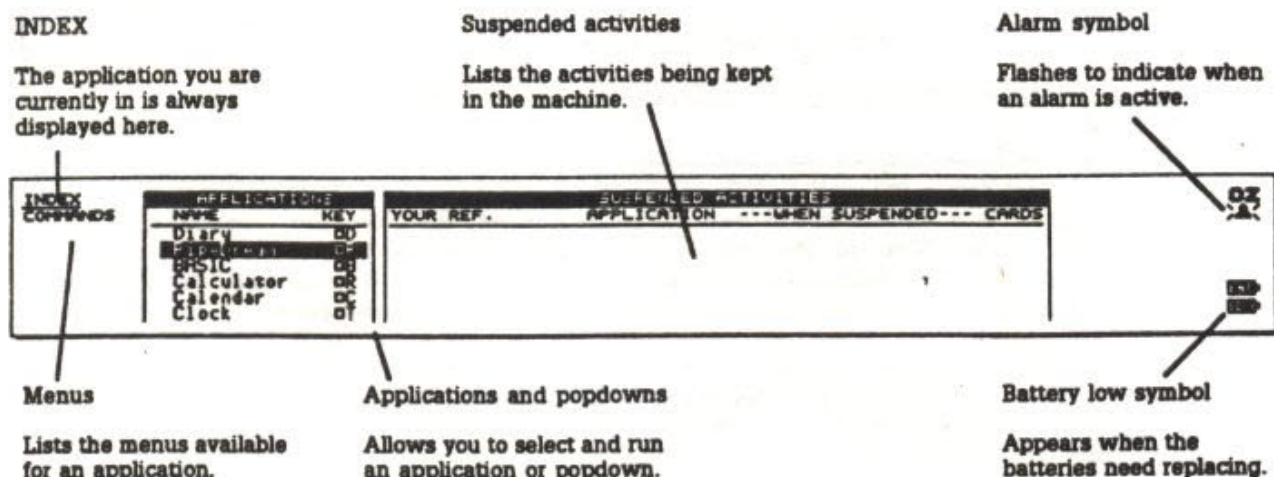 INDEX
The application you are
currently in is always
displayed here.
Suspended activities
Lists the activities being kept
in the machine.
Alarm symbol
Flashes to indicate when
an alarm is active.
INDEX
COMMANDS
APPLICATIONS
NAME KEY
Diary □D
BASIC □B
Calculator □R
Calendar □C
Clock □T
SUSPENDED ACTIVITIES
YOUR REF. APPLICATION ---WHEN SUSPENDED--- CARDS
OZ
Menus
Lists the menus available
for an application.
Applications and popdowns
Allows you to select and run
an application or popdown.
Battery low symbol
Appears when the
batteries need replacing.